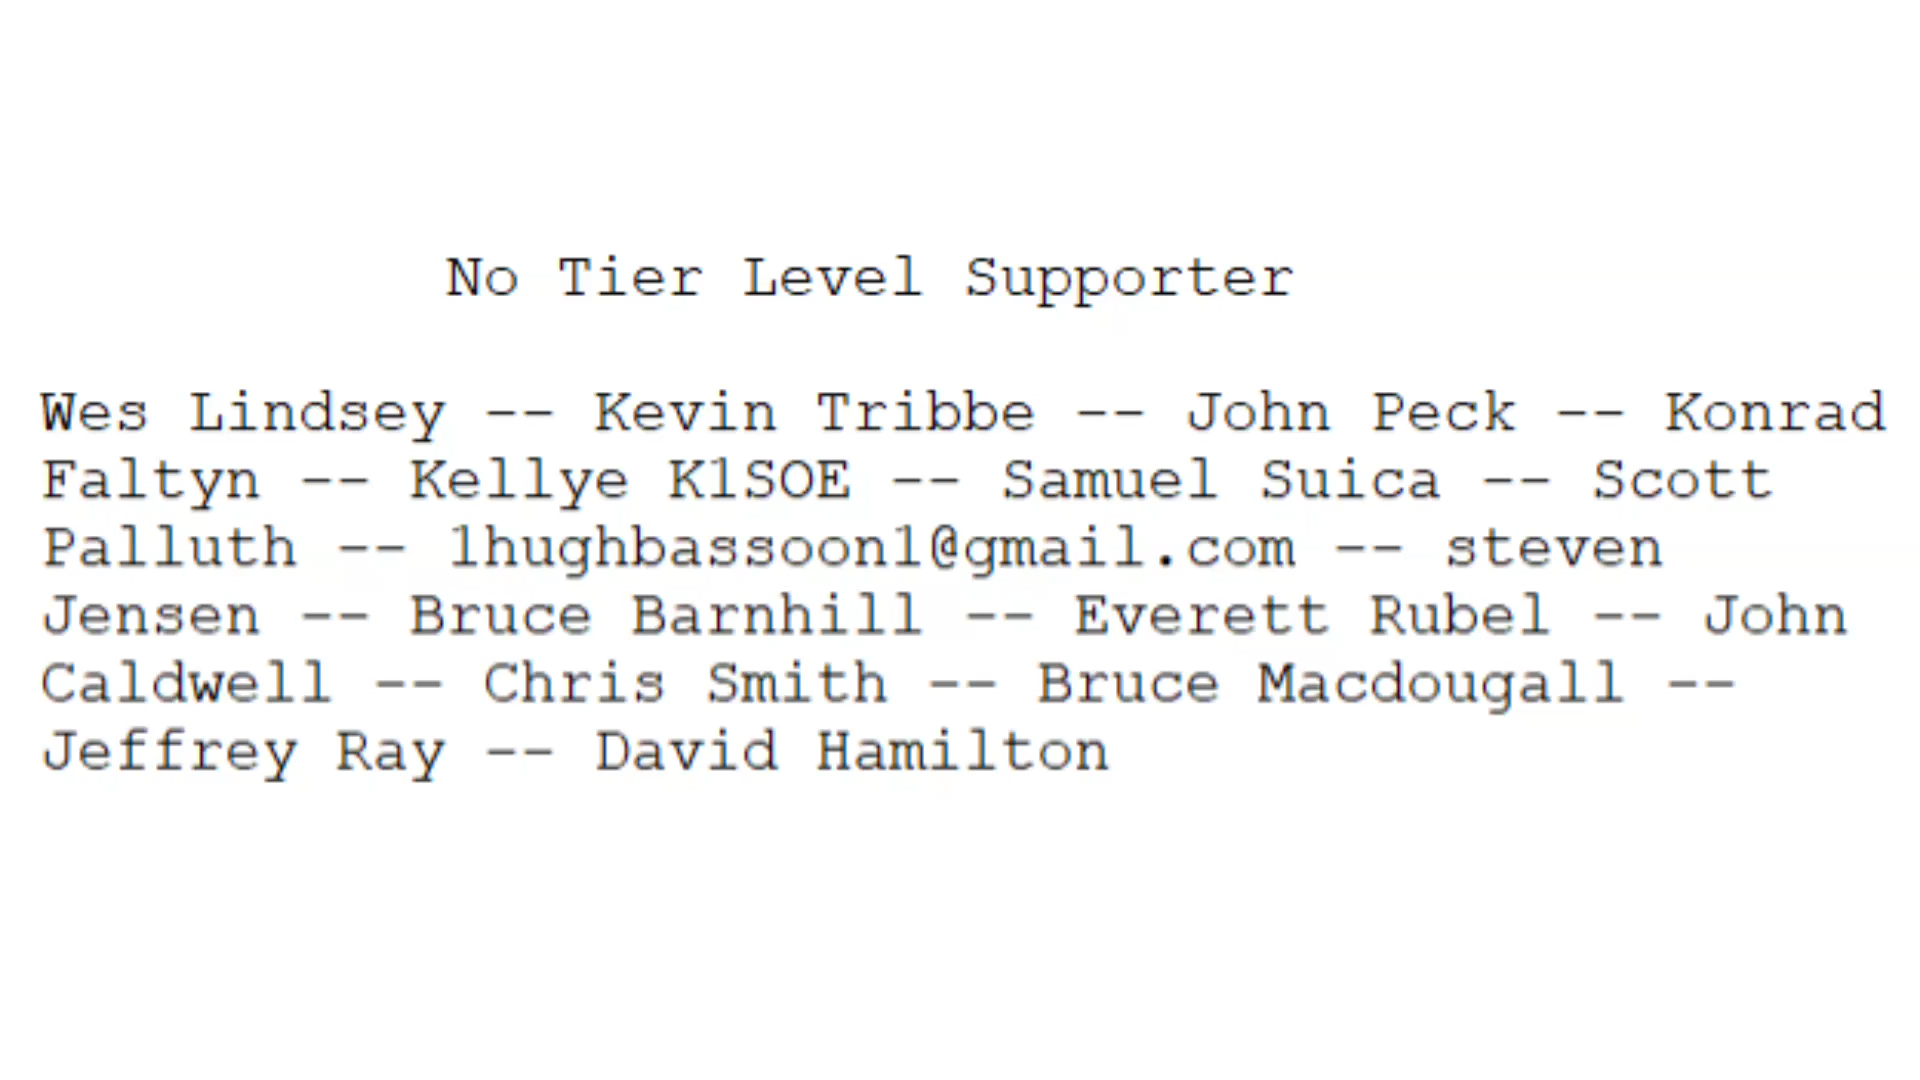 No Tier Level Supporter
Wes Lindsey -- Kevin Tribbe -- John Peck -- Konrad
Faltyn -- Kellye K1SOE -- Samuel Suica -- Scott
Palluth -- 1hughbassoon1@gmail.com -- steven
Jensen -- Bruce Barnhill -- Everett Rubel -- John
Caldwell -- Chris Smith -- Bruce Macdougall --
Jeffrey Ray -- David Hamilton